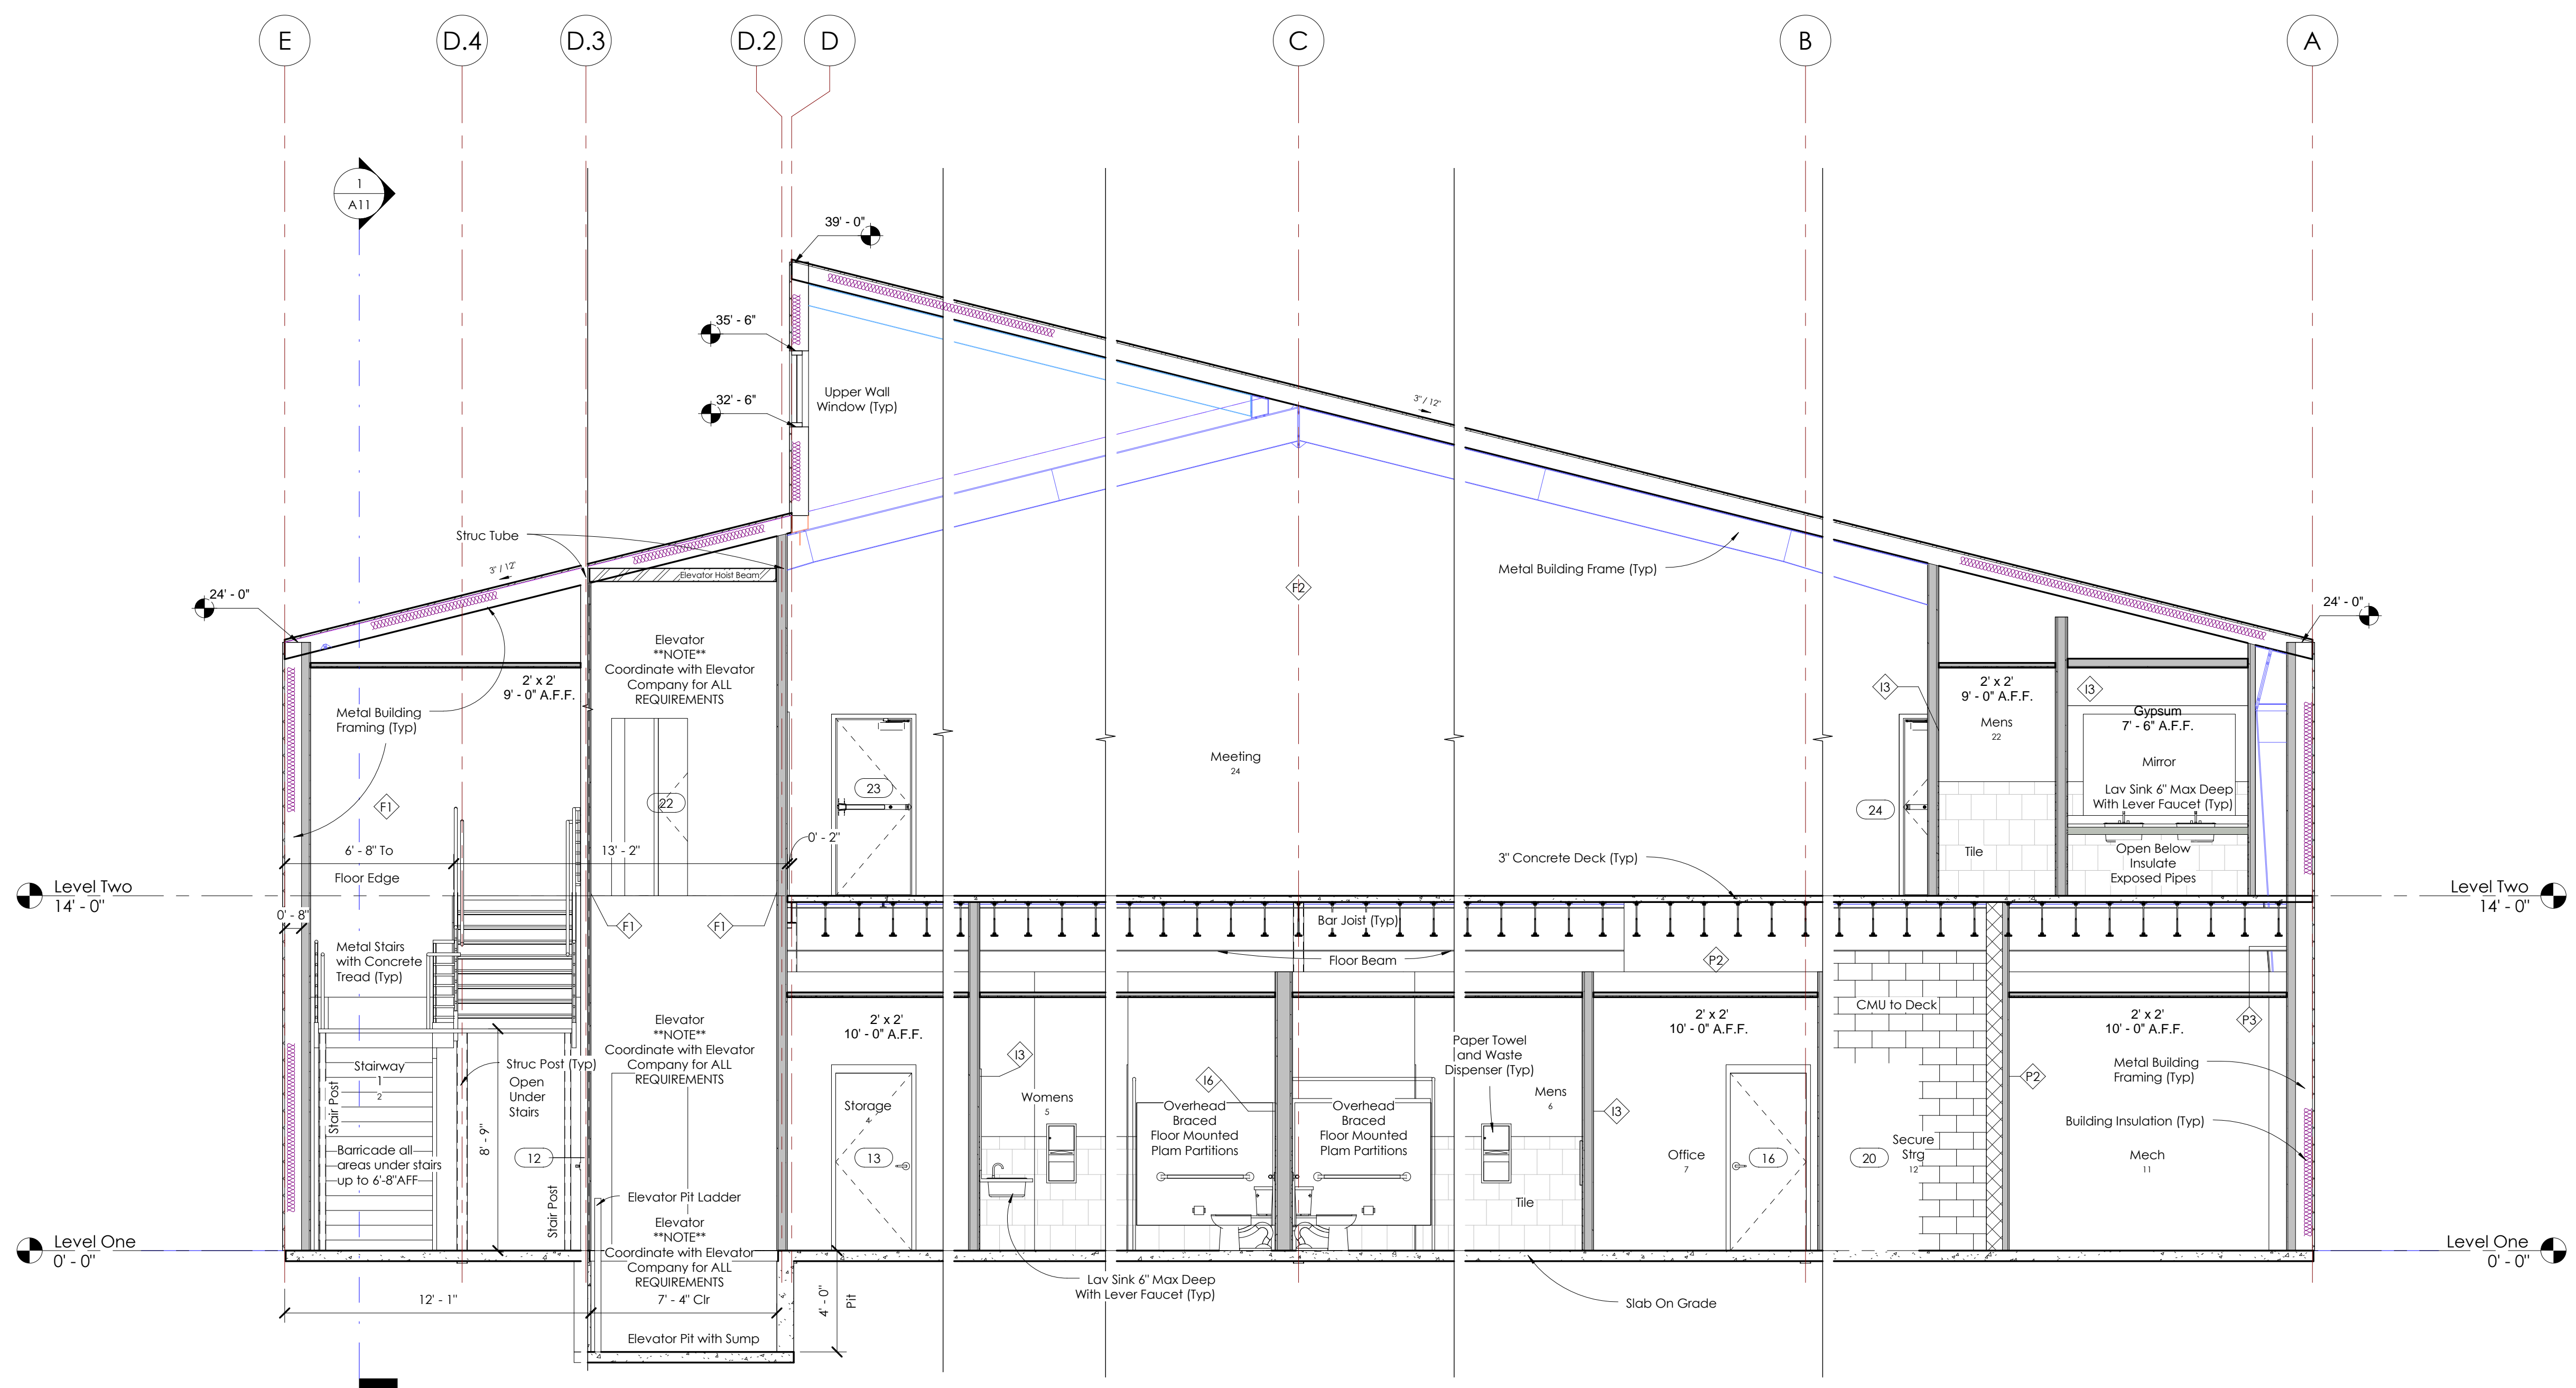 E
D.4
D.3
D.2
D
C
B
A
1
A11
39' - 0"
35' - 6"
32' - 6"
Upper Wall
Window (Typ)
3" / 12"
Struc Tube
3" / 12"
Elevator Hoist Beam
Metal Building Frame (Typ)
F2
24' - 0"
24' - 0"
Elevator
**NOTE**
Coordinate with Elevator
Company for ALL
REQUIREMENTS
2' x 2'
9' - 0" A.F.F.
Metal Building
Framing (Typ)
I3
2' x 2'
9' - 0" A.F.F.
Mens
22
I3
Gypsum
7' - 6" A.F.F.
Mirror
Lav Sink 6" Max Deep
With Lever Faucet (Typ)
Meeting
24
F1
22
23
24
6' - 8" To
Floor Edge
13' - 2"
0' - 2"
3" Concrete Deck (Typ)
Tile
Open Below
Insulate
Exposed Pipes
Level Two
14' - 0"
Level Two
14' - 0"
0' - 8"
F1
F1
Bar Joist (Typ)
Floor Beam
P2
Metal Stairs
with Concrete
Tread (Typ)
CMU to Deck
Elevator
**NOTE**
Coordinate with Elevator
Company for ALL
REQUIREMENTS
2' x 2'
10' - 0" A.F.F.
2' x 2'
10' - 0" A.F.F.
2' x 2'
10' - 0" A.F.F.
P3
Stairway
1
2
Stair Post
Struc Post (Typ)
Open
Under
Stairs
8' - 9"
I3
I6
Paper Towel
and Waste
Dispenser (Typ)
Metal Building
Framing (Typ)
P2
Storage
4
Womens
5
Overhead
Braced
Floor Mounted
Plam Partitions
Overhead
Braced
Floor Mounted
Plam Partitions
Mens
6
I3
Building Insulation (Typ)
Barricade all
areas under stairs
up to 6'-8"AFF
12
13
Office
7
16
20
Secure
Strg
12
Mech
11
Stair Post
Elevator Pit Ladder
Tile
Elevator
**NOTE**
Coordinate with Elevator
Company for ALL
REQUIREMENTS
Level One
0' - 0"
Level One
0' - 0"
Lav Sink 6" Max Deep
With Lever Faucet (Typ)
Slab On Grade
12' - 1"
7' - 4" Clr
4' - 0"
Pit
Elevator Pit with Sump